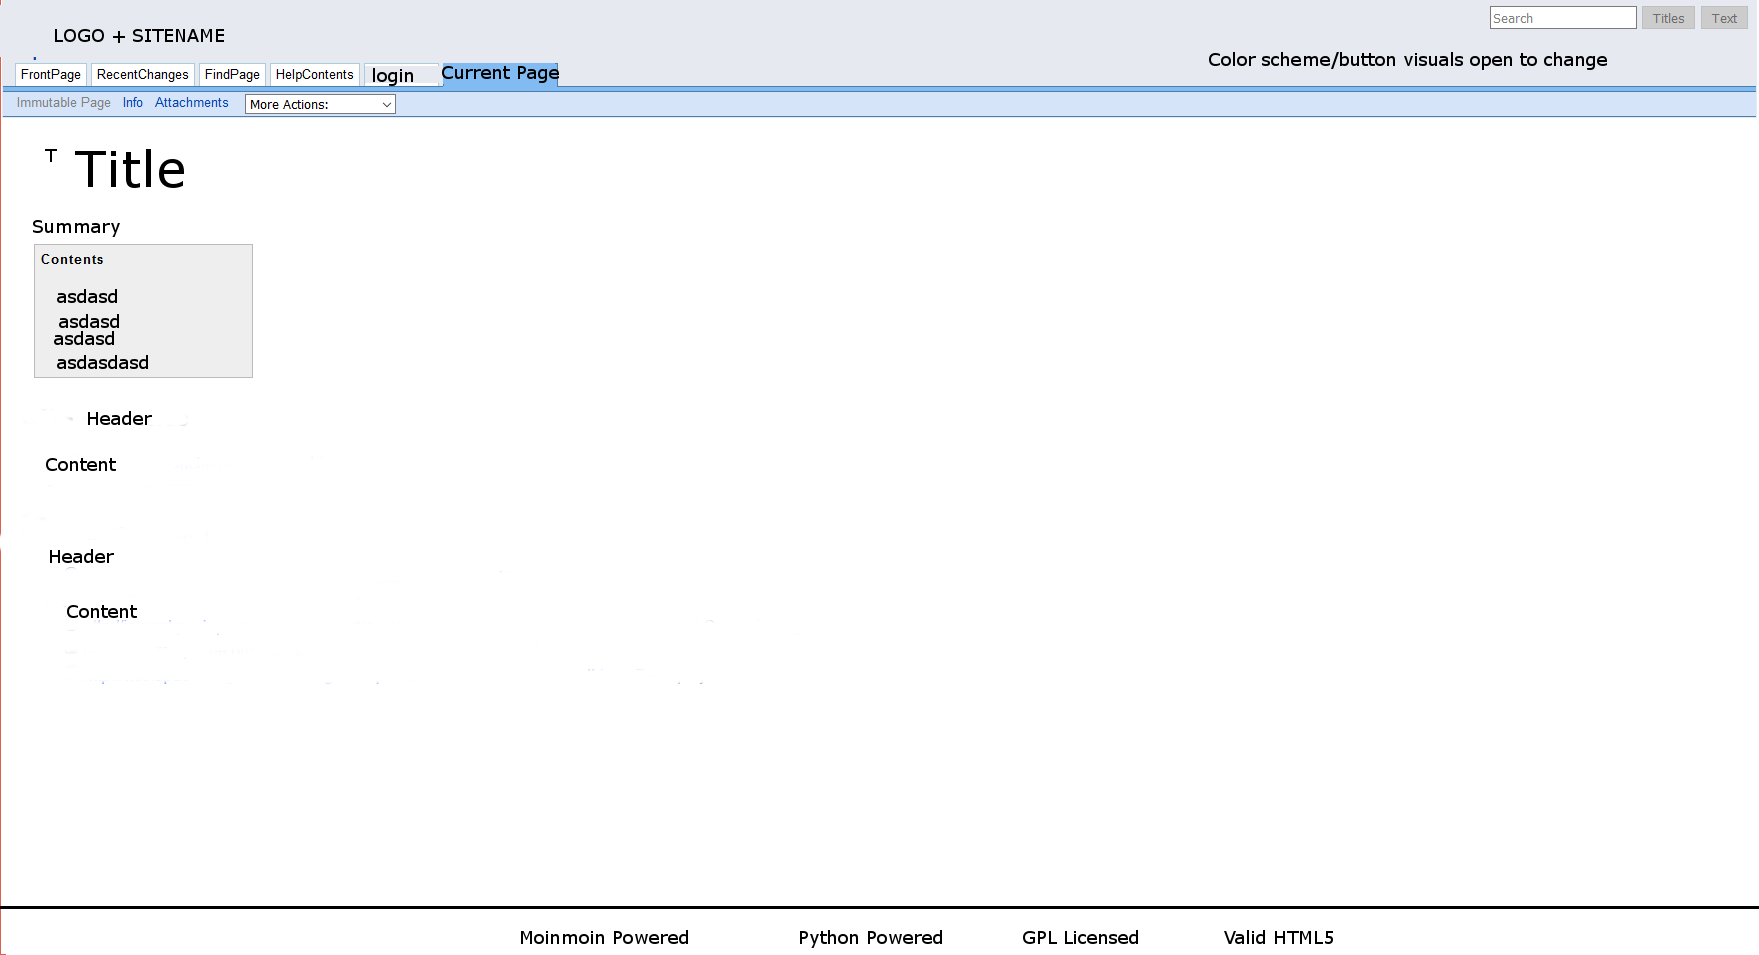 Search Titles Text
LOGO + SITENAME
Color scheme/button visuals open to change
FrontPage RecentChanges FindPage HelpContents login Current Page
Immutable Page Info Attachments More Actions:
T Title
Summary
Contents
asdasd
asdasd
asdasd
asdasdasd
Header
Content
Header
Content
Moinmoin Powered Python Powered GPL Licensed Valid HTML5